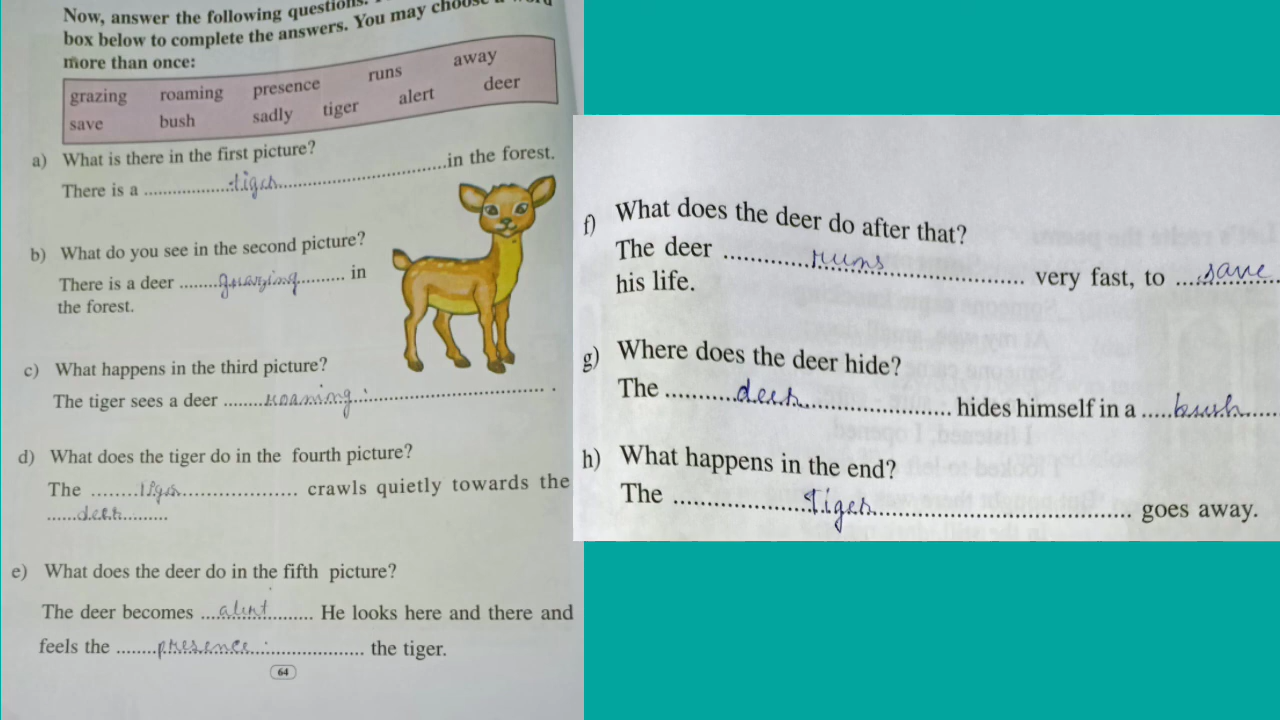 Now, answer the following questions.
box below to complete the answers. You may choose a word
more than once:
grazing roaming presence runs away
save bush sadly tiger alert deer
a) What is there in the first picture?
There is a ....................tiger....................in the forest.
b) What do you see in the second picture?
There is a deer ........grazing......... in
the forest.
c) What happens in the third picture?
The tiger sees a deer ........roaming.................... .
d) What does the tiger do in the fourth picture?
The .........tiger.................... crawls quietly towards the
......deer.........
e) What does the deer do in the fifth picture?
The deer becomes ...alert......... He looks here and there and
feels the ........presence.................... the tiger.
64
f) What does the deer do after that?
The deer ...............runs.................... very fast, to ....save....
his life.
g) Where does the deer hide?
The ...........deer.................... hides himself in a .....bush......
h) What happens in the end?
The ....................Tiger.............................. goes away.